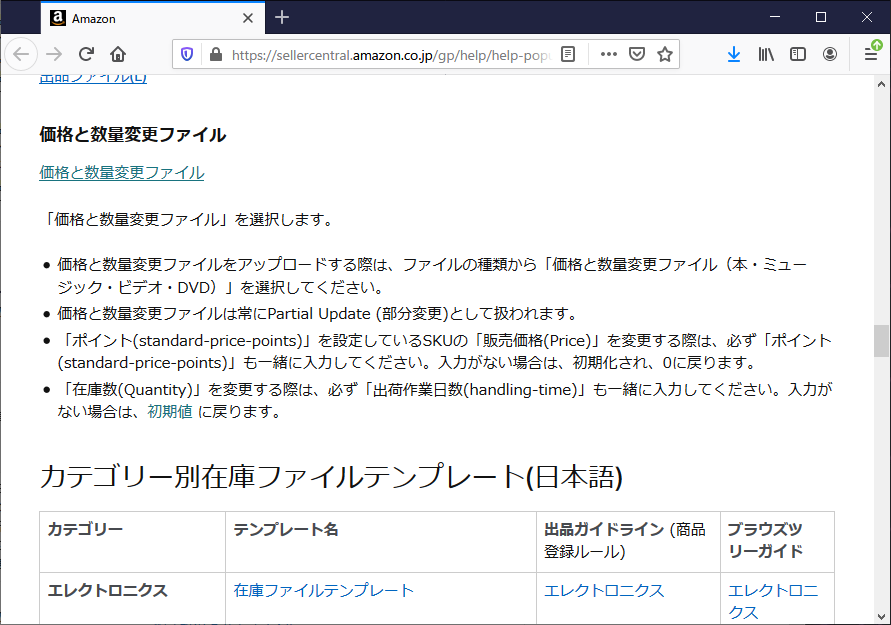 Amazon
https://sellercentral.amazon.co.jp/gp/help/help-popu
出品ファイル(L)
価格と数量変更ファイル
価格と数量変更ファイル
「価格と数量変更ファイル」を選択します。
● 価格と数量変更ファイルをアップロードする際は、ファイルの種類から「価格と数量変更ファイル（本・ミュー
ジック・ビデオ・DVD）」を選択してください。
● 価格と数量変更ファイルは常にPartial Update (部分変更)として扱われます。
● 「ポイント(standard-price-points)」を設定しているSKUの「販売価格(Price)」を変更する際は、必ず「ポイント
(standard-price-points)」も一緒に入力してください。入力がない場合は、初期化され、0に戻ります。
● 「在庫数(Quantity)」を変更する際は、必ず「出荷作業日数(handling-time)」も一緒に入力してください。入力が
ない場合は、初期値 に戻ります。
カテゴリー別在庫ファイルテンプレート(日本語)
カテゴリー
テンプレート名
出品ガイドライン (商品
登録ルール)
ブラウズツ
リーガイド
エレクトロニクス
在庫ファイルテンプレート
エレクトロニクス
エレクトロニ
クス